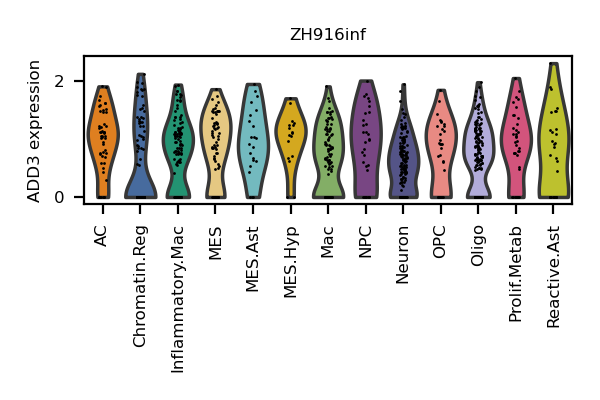 ZH916inf
ADD3 expression
2
0
AC
Chromatin.Reg
Inflammatory.Mac
MES
MES.Ast
MES.Hyp
Mac
NPC
Neuron
OPC
Oligo
Prolif.Metab
Reactive.Ast